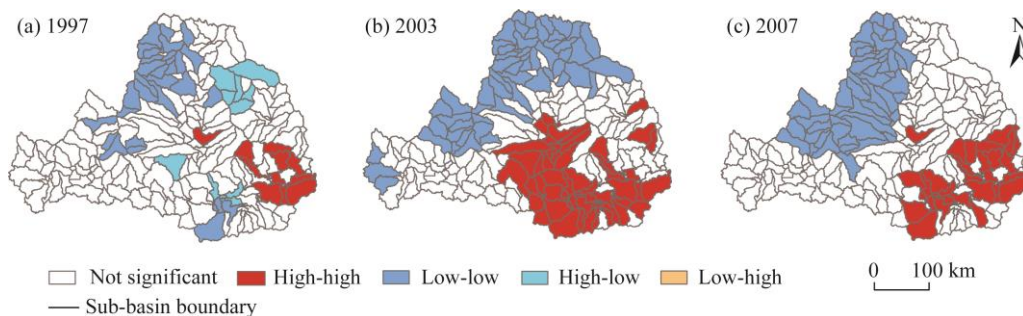 (a) 1997 (b) 2003 (c) 2007 N
Not significant High-high Low-low High-low Low-high 0 100 km
Sub-basin boundary